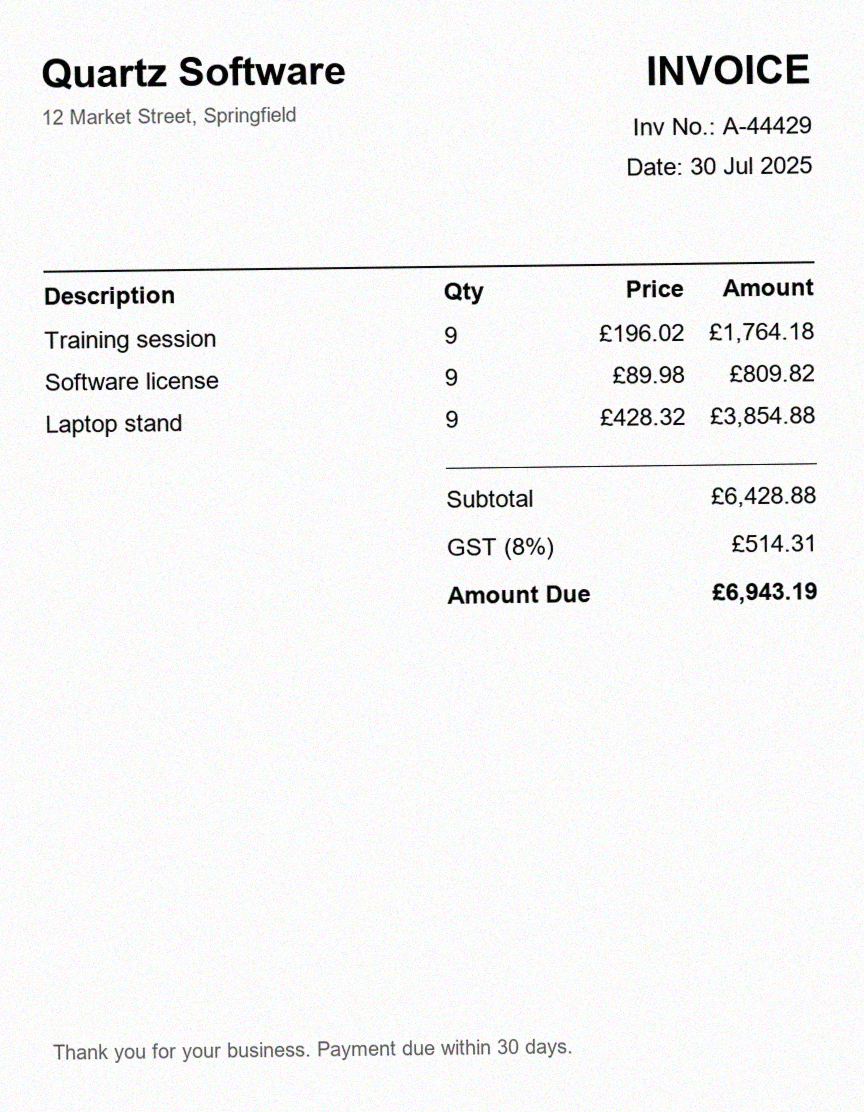 Quartz Software
INVOICE
12 Market Street, Springfield
Inv No.: A-44429
Date: 30 Jul 2025
Description Qty Price Amount
Training session 9 £196.02 £1,764.18
Software license 9 £89.98 £809.82
Laptop stand 9 £428.32 £3,854.88
Subtotal £6,428.88
GST (8%) £514.31
Amount Due £6,943.19
Thank you for your business. Payment due within 30 days.